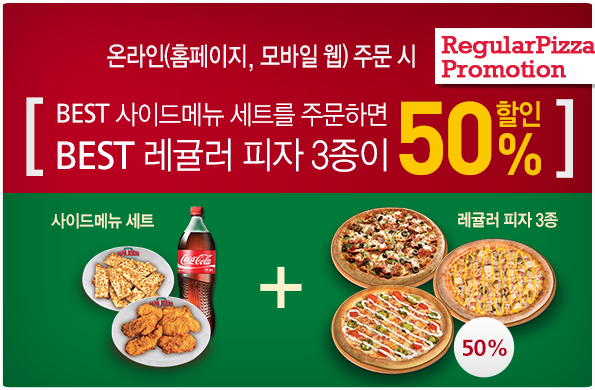 온라인(홈페이지, 모바일 웹) 주문 시
RegularPizza
Promotion
BEST 사이드메뉴 세트를 주문하면
BEST 레귤러 피자 3종이
50% 할인
사이드메뉴 세트
레귤러 피자 3종
Coca-Cola
+
50%